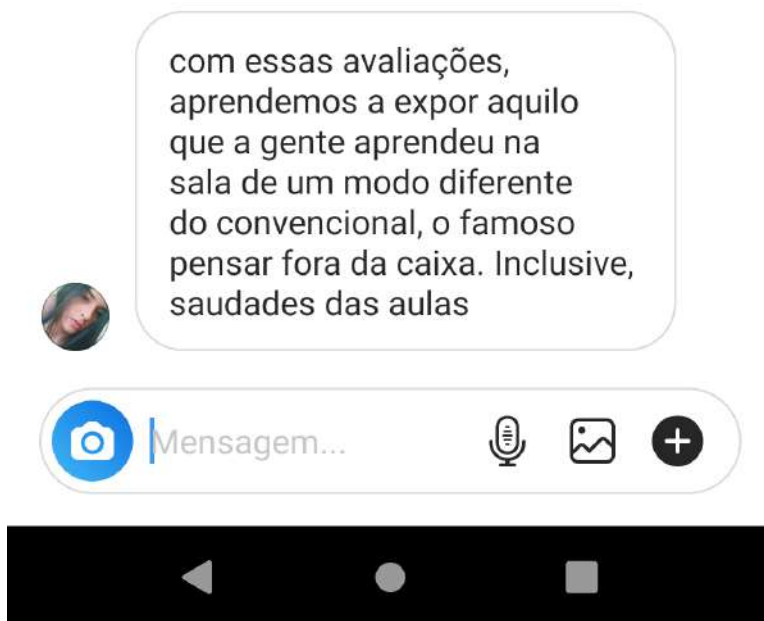 com essas avaliações,
aprendemos a expor aquilo
que a gente aprendeu na
sala de um modo diferente
do convencional, o famoso
pensar fora da caixa. Inclusive,
saudades das aulas
Mensagem...